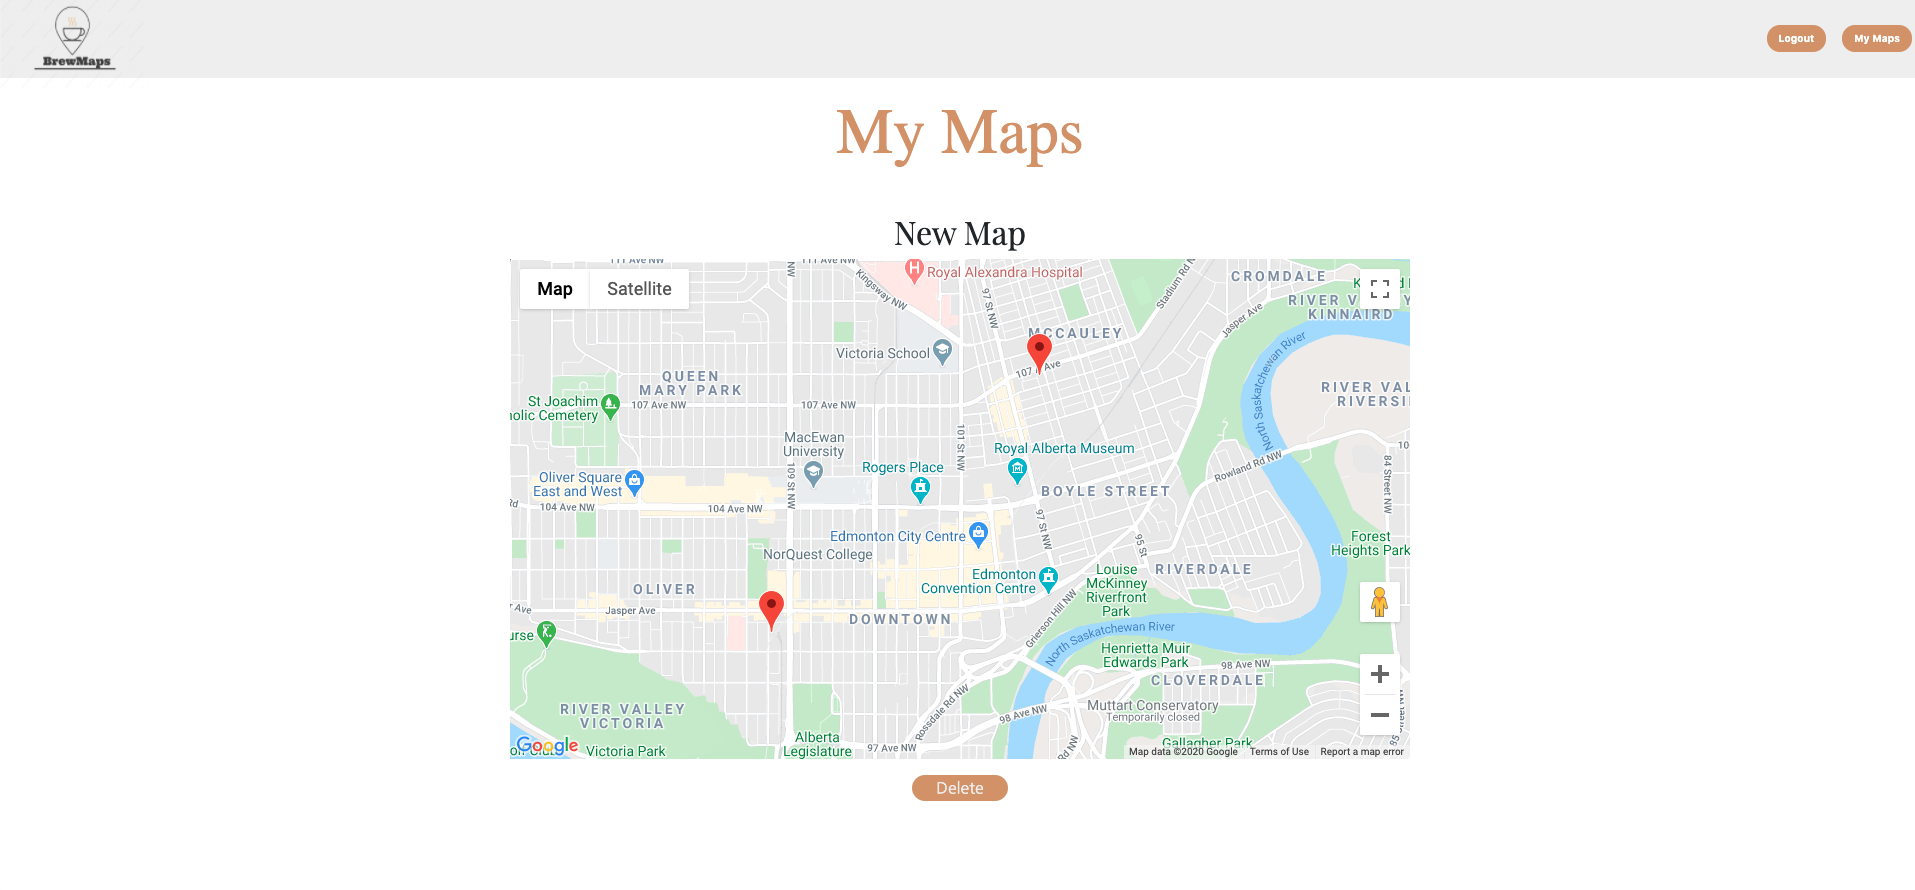 BrewMaps
Logout
My Maps
My Maps
New Map
Map
Satellite
111 Ave NW
111 Ave NW
NW
Kingsway NW
Royal Alexandra Hospital
97 St NW
Stadium Rd N
CROMDALE
RIVER VALLEY
KINNAIRD
Jasper Ave
MCCAULEY
Victoria School
107 Ave
North Saskatchewan River
QUEEN
MARY PARK
RIVER VAL
RIVERSI
St Joachim
olic Cemetery
107 Ave NW
107 Ave NW
101 St NW
MacEwan
University
Royal Alberta Museum
Rogers Place
Rowland Rd NW
84 Street NW
10
109 St NW
Oliver Square
East and West
BOYLE STREET
Rd
104 Ave NW
104 Ave NW
97 St NW
95 St
Edmonton City Centre
NorQuest College
Forest
Heights Park
Edmonton
Convention Centre
Louise
McKinney
Riverfront
Park
RIVERDALE
OLIVER
Ave
Jasper Ave
DOWNTOWN
Grierson Hill NW
North Saskatchewan River
urse
Henrietta Muir
Edwards Park
98 Ave NW
CLOVERDALE
Rossdale Rd NW
98 Ave NW
Muttart Conservatory
Temporarily closed
RIVER VALLEY
VICTORIA
Alberta
Legislature
97 Ave NW
Rd NW
Gallagher Park
85
Google
Victoria Park
Map data ©2020 Google
Terms of Use
Report a map error
Delete